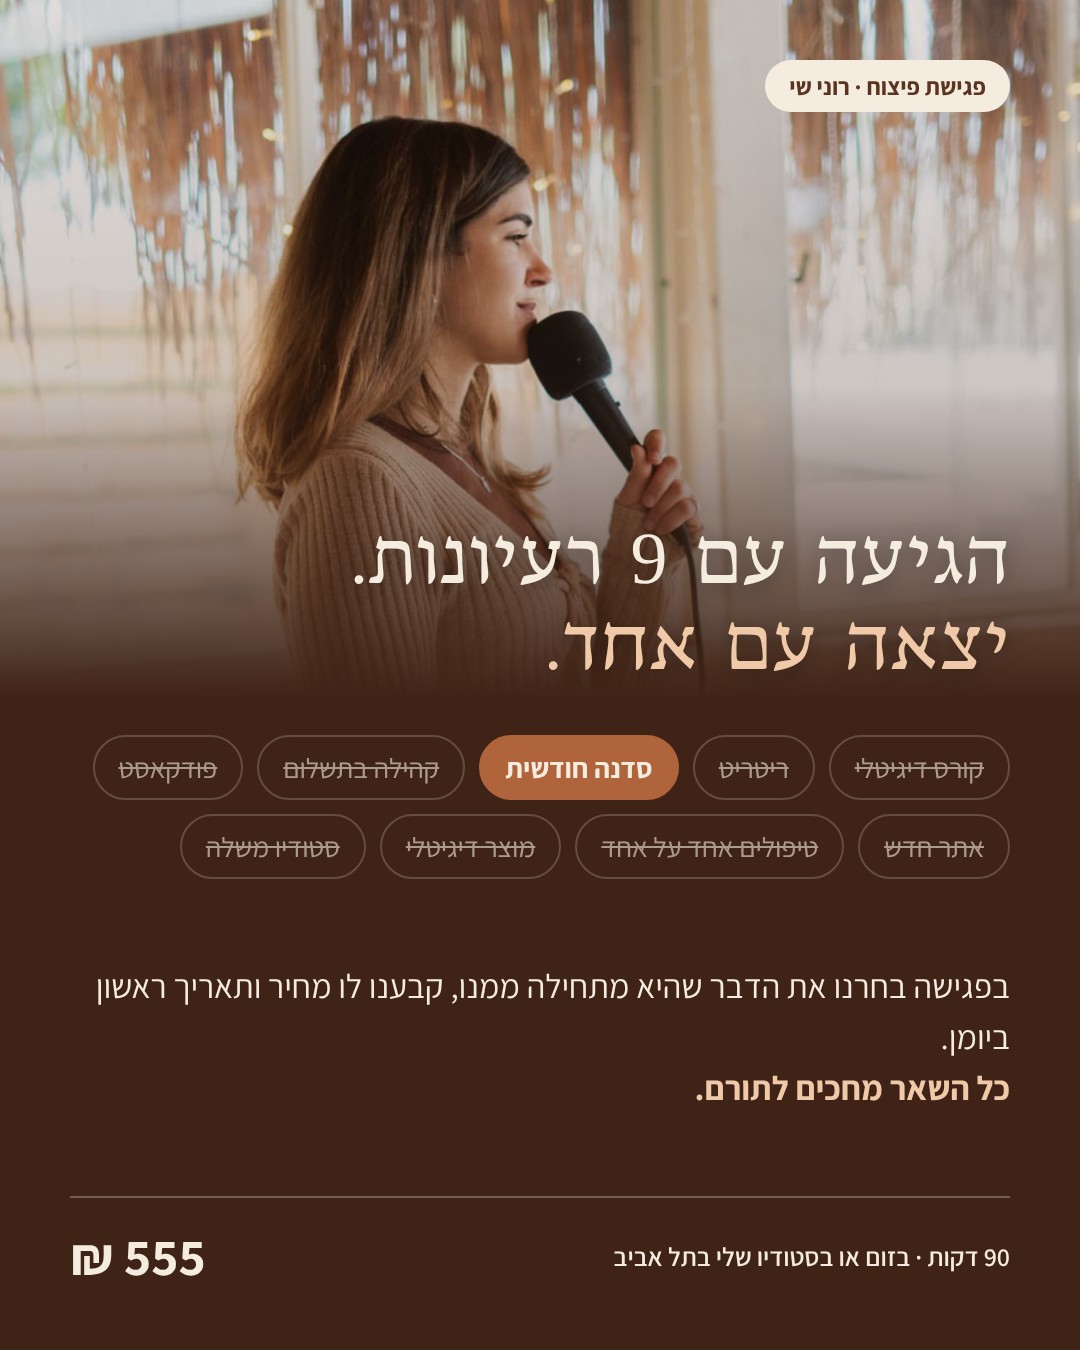 פגישת פיצוח · רוני שי
הגיעה עם 9 רעיונות.
יצאה עם אחד.
קורס דיגיטלי ריטריט סדנה חודשית קהילה בתשלום פודקאסט
אתר חדש טיפולים אחד על אחד מוצר דיגיטלי סטודיו משלה
בפגישה בחרנו את הדבר שהיא מתחילה ממנו, קבענו לו מחיר ותאריך ראשון
ביומן.
כל השאר מחכים לתורם.
90 דקות · בזום או בסטודיו שלי בתל אביב 555 ₪